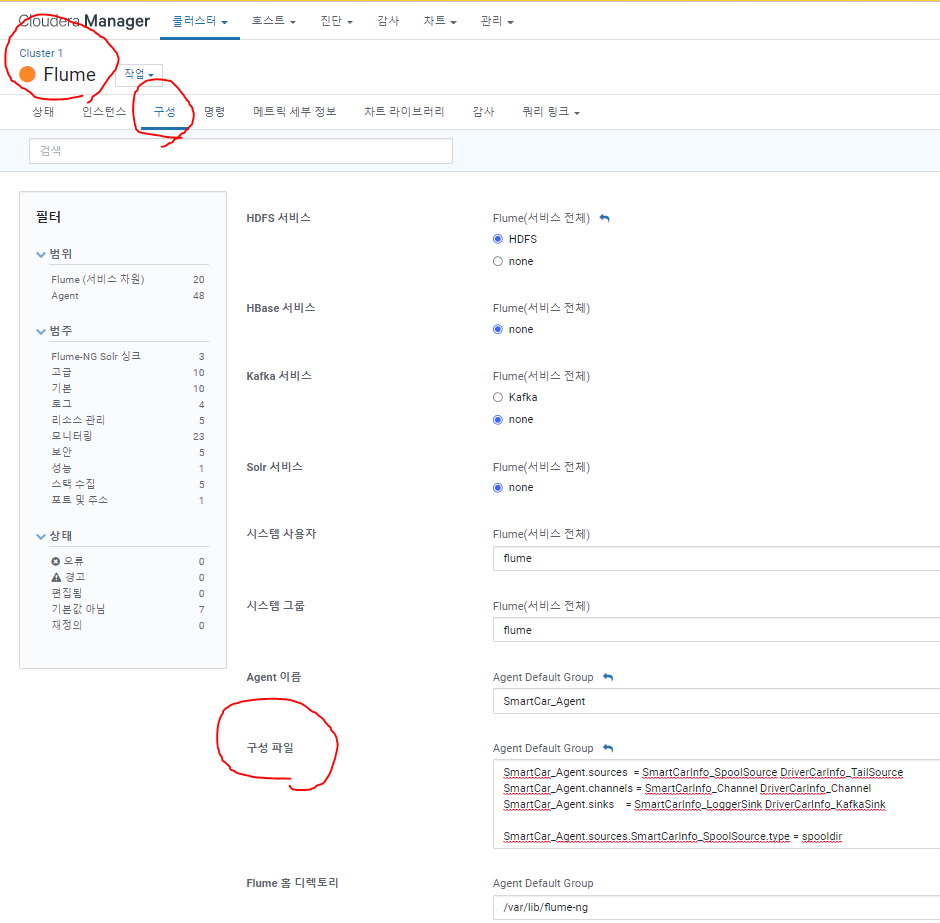 Cloudera Manager 클러스터 호스트 진단 감사 차트 관리
Cluster 1
Flume 작업
상태 인스턴스 구성 명령 메트릭 세부 정보 차트 라이브러리 감사 쿼리 링크
검색
필터
범위
Flume (서비스 차원) 20
Agent 48
범주
Flume-NG Solr 싱크 3
고급 10
기본 10
로그 4
리소스 관리 5
모니터링 23
보안 5
성능 1
스택 수집 5
포트 및 주소 1
상태
오류 0
경고 0
편집됨 0
기본값 아님 7
재정의 0
HDFS 서비스 Flume(서비스 전체)
HDFS
none
HBase 서비스 Flume(서비스 전체)
none
Kafka 서비스 Flume(서비스 전체)
Kafka
none
Solr 서비스 Flume(서비스 전체)
none
시스템 사용자 Flume(서비스 전체)
flume
시스템 그룹 Flume(서비스 전체)
flume
Agent 이름 Agent Default Group
SmartCar_Agent
구성 파일 Agent Default Group
SmartCar_Agent.sources = SmartCarInfo_SpoolSource DriverCarInfo_TailSource
SmartCar_Agent.channels = SmartCarInfo_Channel DriverCarInfo_Channel
SmartCar_Agent.sinks = SmartCarInfo_LoggerSink DriverCarInfo_KafkaSink
SmartCar_Agent.sources.SmartCarInfo_SpoolSource.type = spooldir
Flume 홈 디렉토리 Agent Default Group
/var/lib/flume-ng